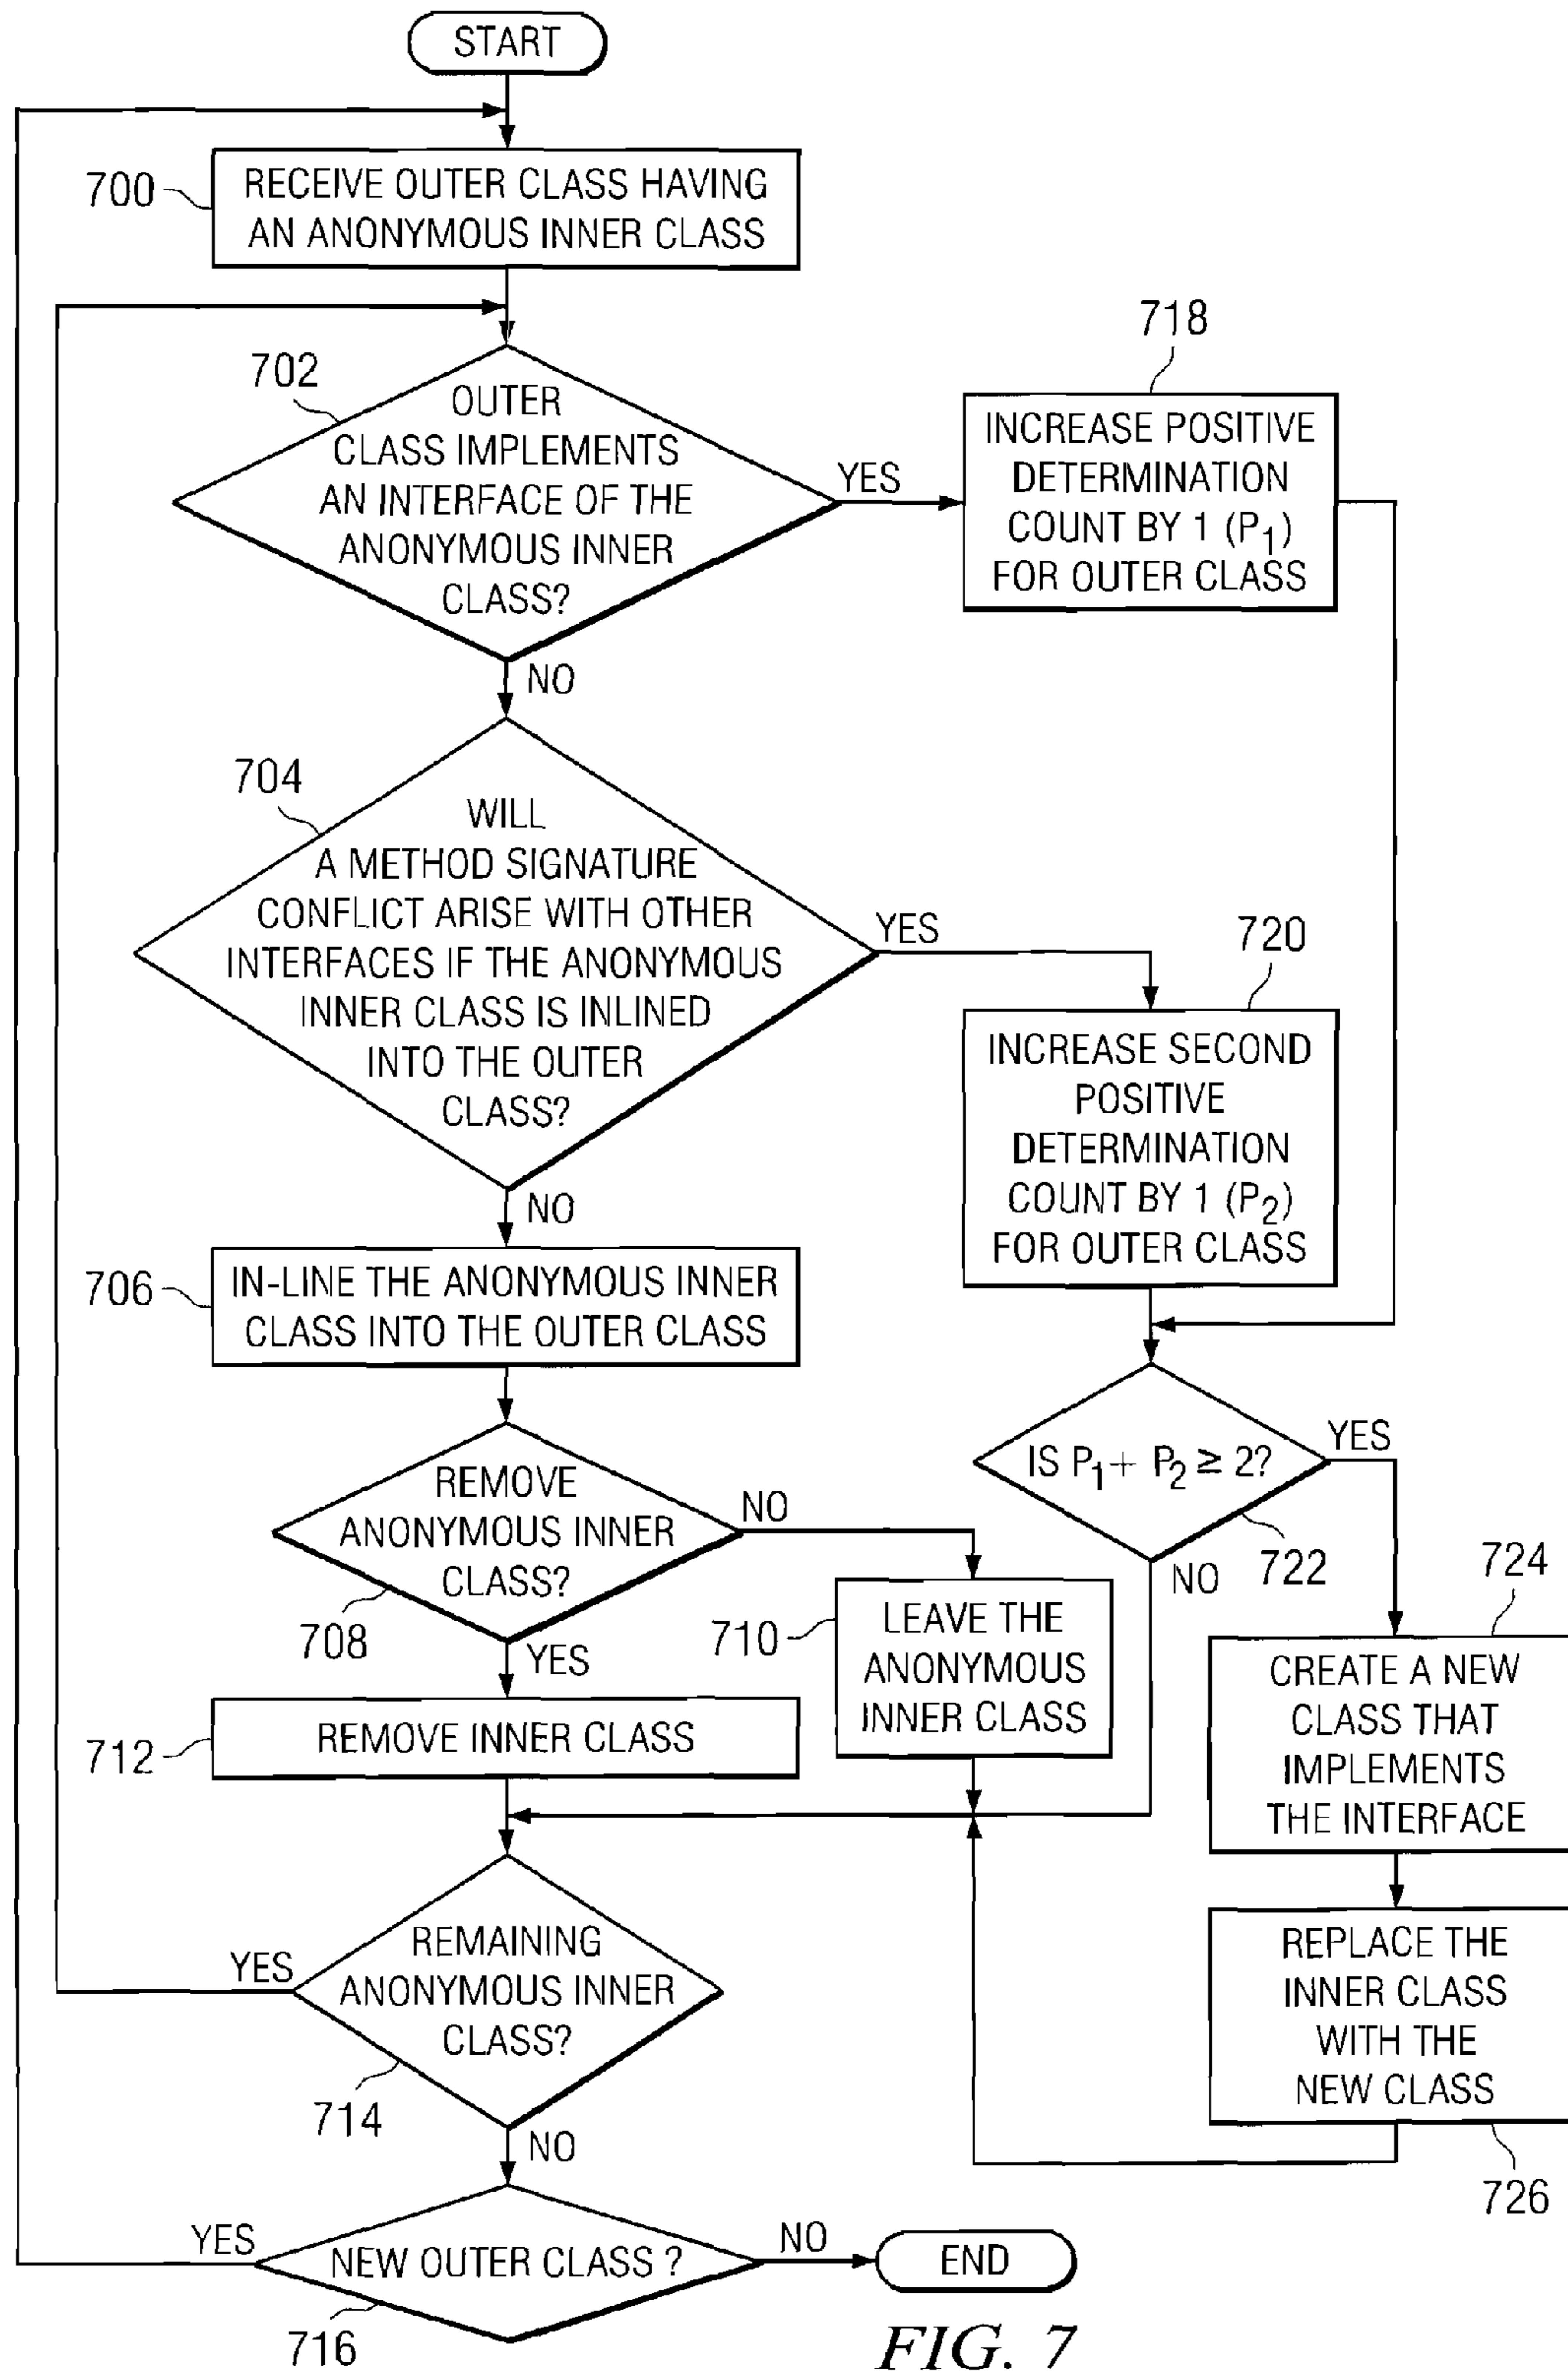 START
700
RECEIVE OUTER CLASS HAVING
AN ANONYMOUS INNER CLASS
702
OUTER
CLASS IMPLEMENTS
AN INTERFACE OF THE
ANONYMOUS INNER
CLASS?
YES
NO
718
INCREASE POSITIVE
DETERMINATION
COUNT BY 1 (P1)
FOR OUTER CLASS
704
WILL
A METHOD SIGNATURE
CONFLICT ARISE WITH OTHER
INTERFACES IF THE ANONYMOUS
INNER CLASS IS INLINED
INTO THE OUTER
CLASS?
YES
NO
720
INCREASE SECOND
POSITIVE
DETERMINATION
COUNT BY 1 (P2)
FOR OUTER CLASS
706
IN-LINE THE ANONYMOUS INNER
CLASS INTO THE OUTER CLASS
IS P1+ P2 ≥ 2?
YES
NO
722
REMOVE
ANONYMOUS INNER
CLASS?
NO
708
YES
710
LEAVE THE
ANONYMOUS
INNER CLASS
724
CREATE A NEW
CLASS THAT
IMPLEMENTS
THE INTERFACE
712
REMOVE INNER CLASS
REMAINING
ANONYMOUS INNER
CLASS?
YES
714
NO
REPLACE THE
INNER CLASS
WITH THE
NEW CLASS
726
NEW OUTER CLASS ?
YES
NO
716
END
FIG. 7